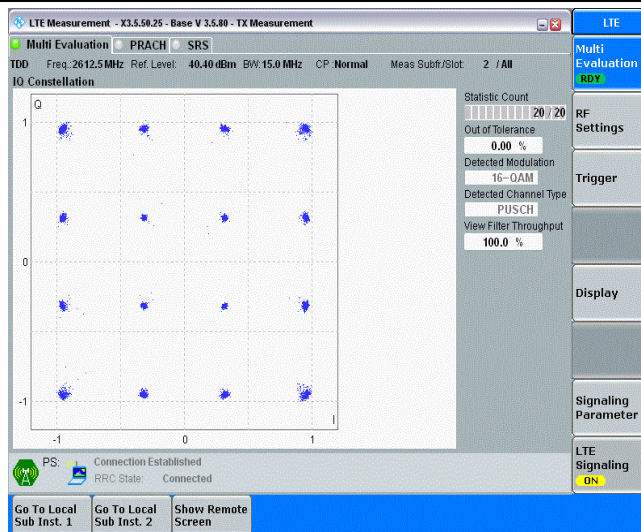 LTE Measurement - X3.5.50.25 - Base V 3.5.80 - TX Measurement
LTE
Multi Evaluation PRACH SRS
TDD Freq.:2612.5 MHz Ref. Level: 40.40 dBm BW:15.0 MHz CP :Normal Meas Subfr./Slot: 2 / All
IQ Constellation
Q
1
0
-1
I
-1 0 1
Statistic Count
20 / 20
Out of Tolerance
0.00 %
Detected Modulation
16-QAM
Detected Channel Type
PUSCH
View Filter Throughput
100.0 %
Multi
Evaluation
RDY
RF
Settings
Trigger
Display
Signaling
Parameter
LTE
Signaling
ON
PS:
Connection Established
RRC State: Connected
Go To Local
Sub Inst. 1
Go To Local
Sub Inst. 2
Show Remote
Screen